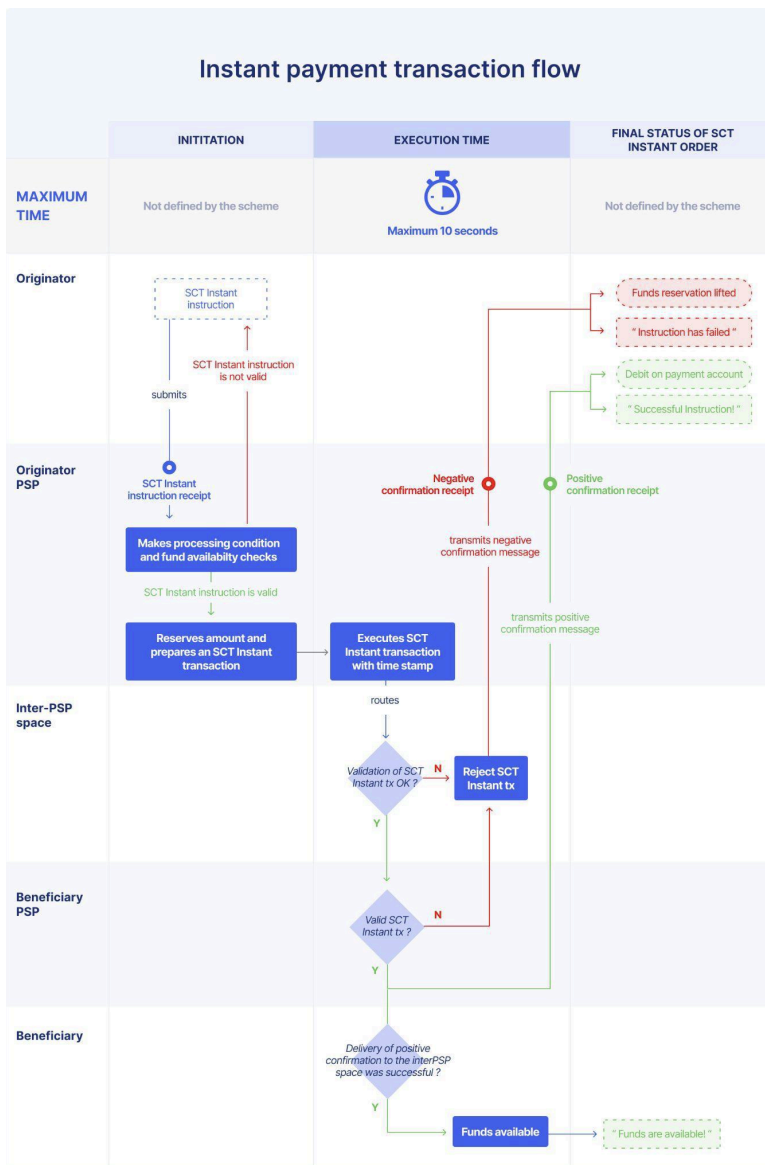 Instant payment transaction flow
INITITATION
EXECUTION TIME
FINAL STATUS OF SCT
INSTANT ORDER
MAXIMUM
TIME
Not defined by the scheme
Maximum 10 seconds
Not defined by the scheme
Originator
SCT Instant
instruction
Funds reservation lifted
“ Instruction has failed “
SCT Instant instruction
is not valid
submits
Debit on payment account
“ Successful Instruction! “
Originator
PSP
SCT Instant
instruction receipt
Negative
confirmation receipt
Positive
confirmation receipt
Makes processing condition
and fund availabilty checks
transmits negative
confirmation message
SCT Instant instruction is valid
transmits positive
confirmation message
Reserves amount and
prepares an SCT Instant
transaction
Executes SCT
Instant transaction
with time stamp
Inter-PSP
space
routes
Validation of SCT
Instant tx OK ?
N
Reject SCT
Instant tx
Y
Beneficiary
PSP
Valid SCT
Instant tx ?
N
Y
Beneficiary
Delivery of positive
confirmation to the interPSP
space was successful ?
Y
Funds available
“ Funds are available! “